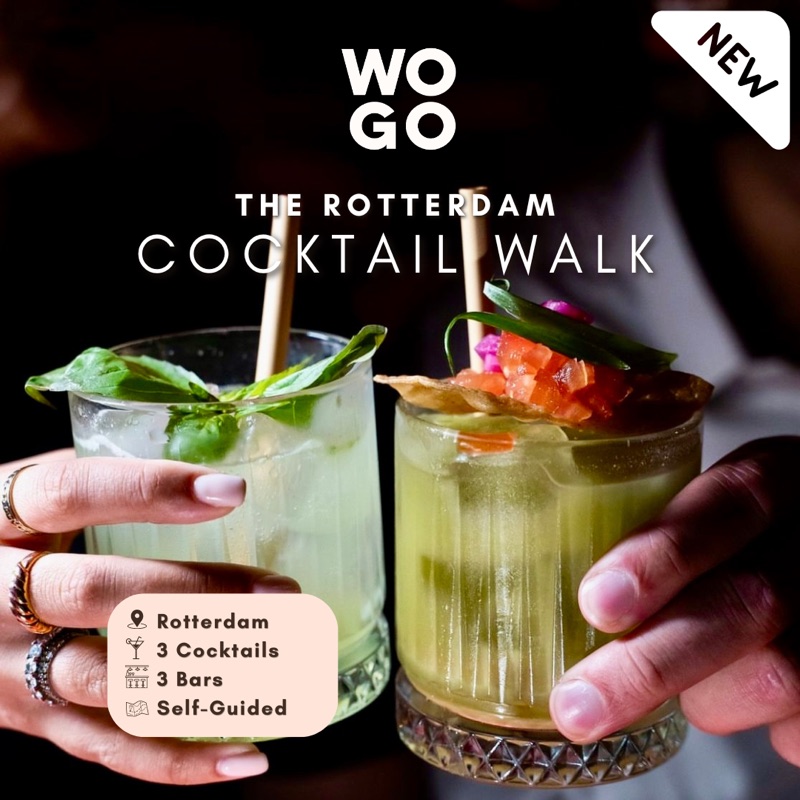 WO
GO
NEW
THE ROTTERDAM
COCKTAIL WALK
Rotterdam
3 Cocktails
3 Bars
Self-Guided